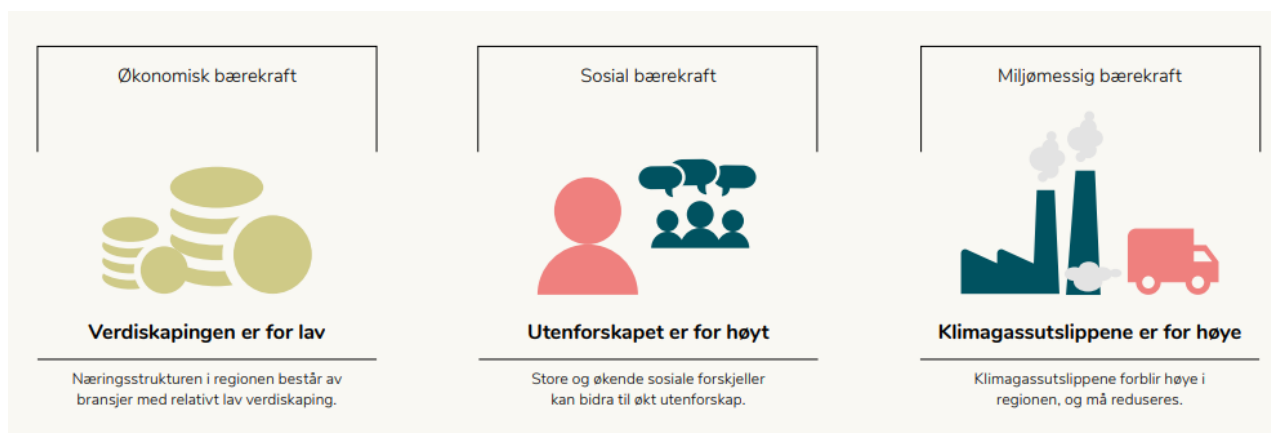 Økonomisk bærekraft
Verdiskapingen er for lav
Næringsstrukturen i regionen består av
bransjer med relativt lav verdiskaping.
Sosial bærekraft
Utenforskapet er for høyt
Store og økende sosiale forskjeller
kan bidra til økt utenforskap.
Miljømessig bærekraft
Klimagassutslippene er for høye
Klimagassutslippene forblir høye i
regionen, og må reduseres.